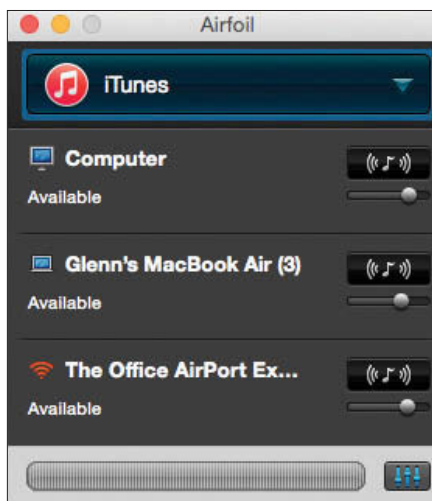 Airfoil
iTunes
Computer
Available
Glenn's MacBook Air (3)
Available
The Office AirPort Ex...
Available